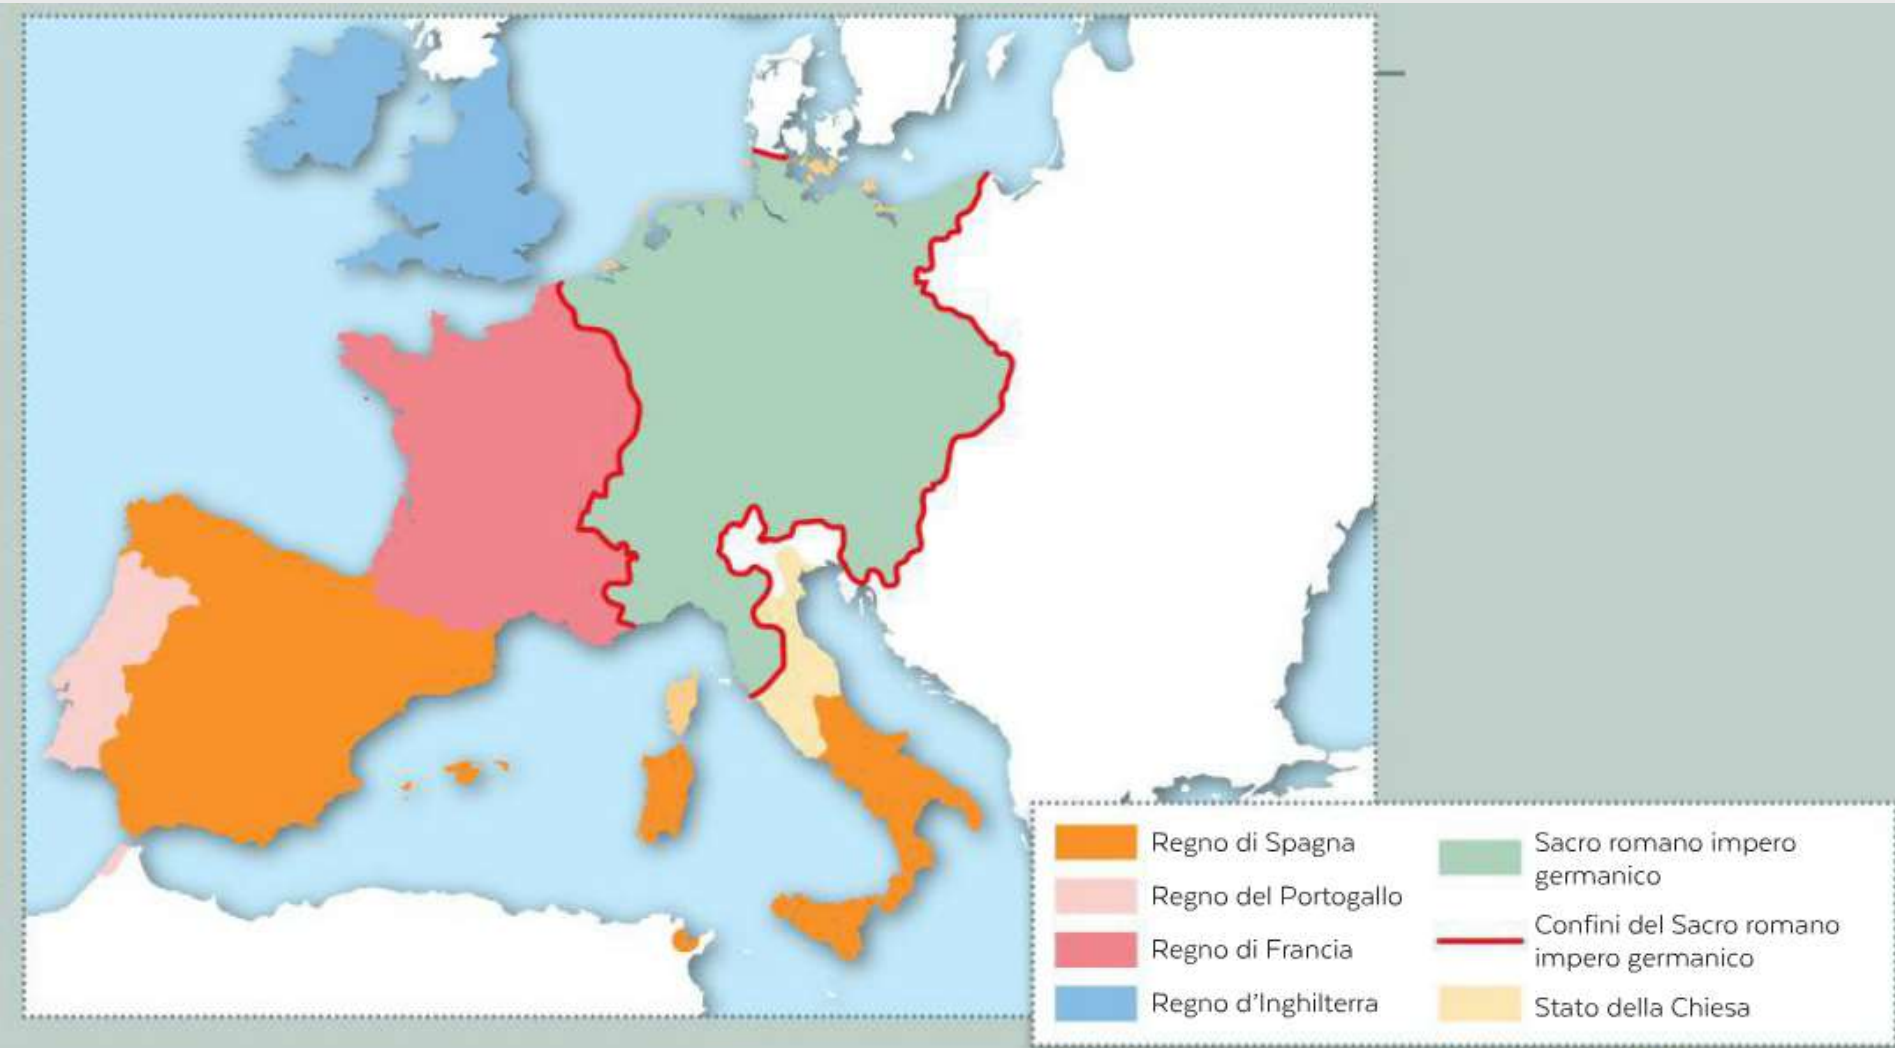 Regno di Spagna
Regno del Portogallo
Regno di Francia
Regno d'Inghilterra
Sacro romano impero
germanico
Confini del Sacro romano
impero germanico
Stato della Chiesa